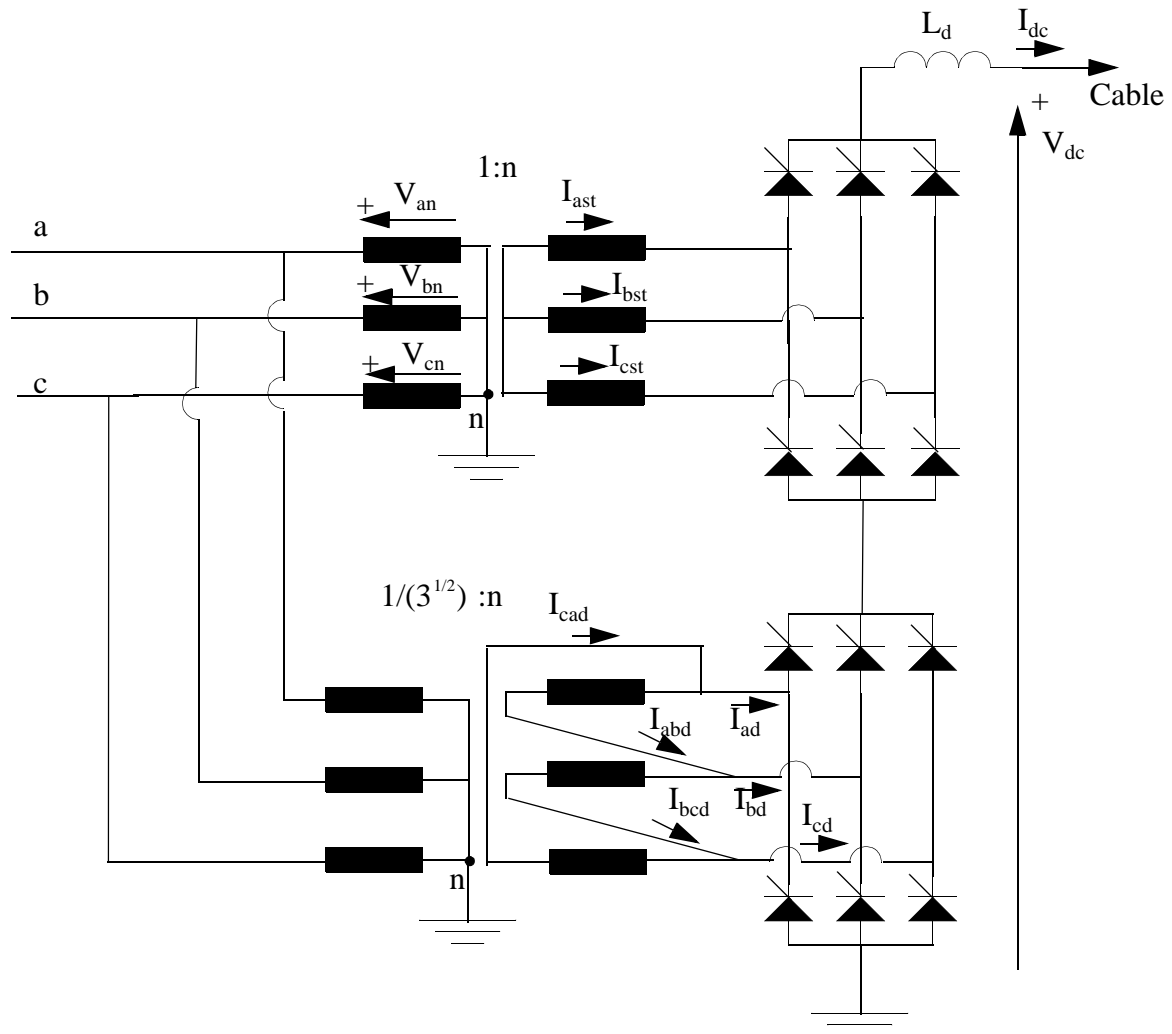 L_d
I_dc
Cable
+
V_dc
1:n
V_an
I_ast
+
a
V_bn
I_bst
+
b
V_cn
I_cst
+
c
n
1/(3^1/2) :n
I_cad
I_abd
I_ad
I_bcd
I_bd
I_cd
n